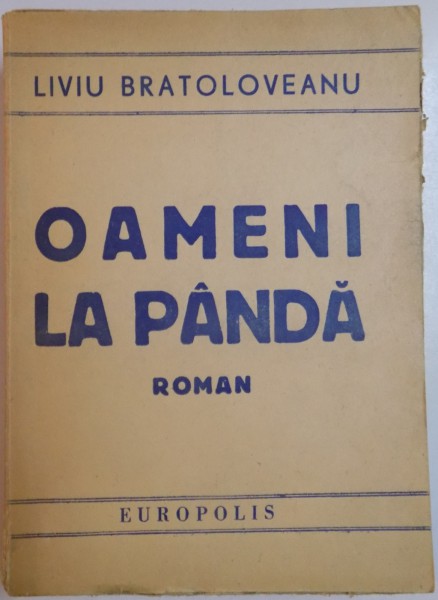 LIVIU BRATOLOVEANU
OAMENI
LA PÂNDĂ
ROMAN
EUROPOLIS